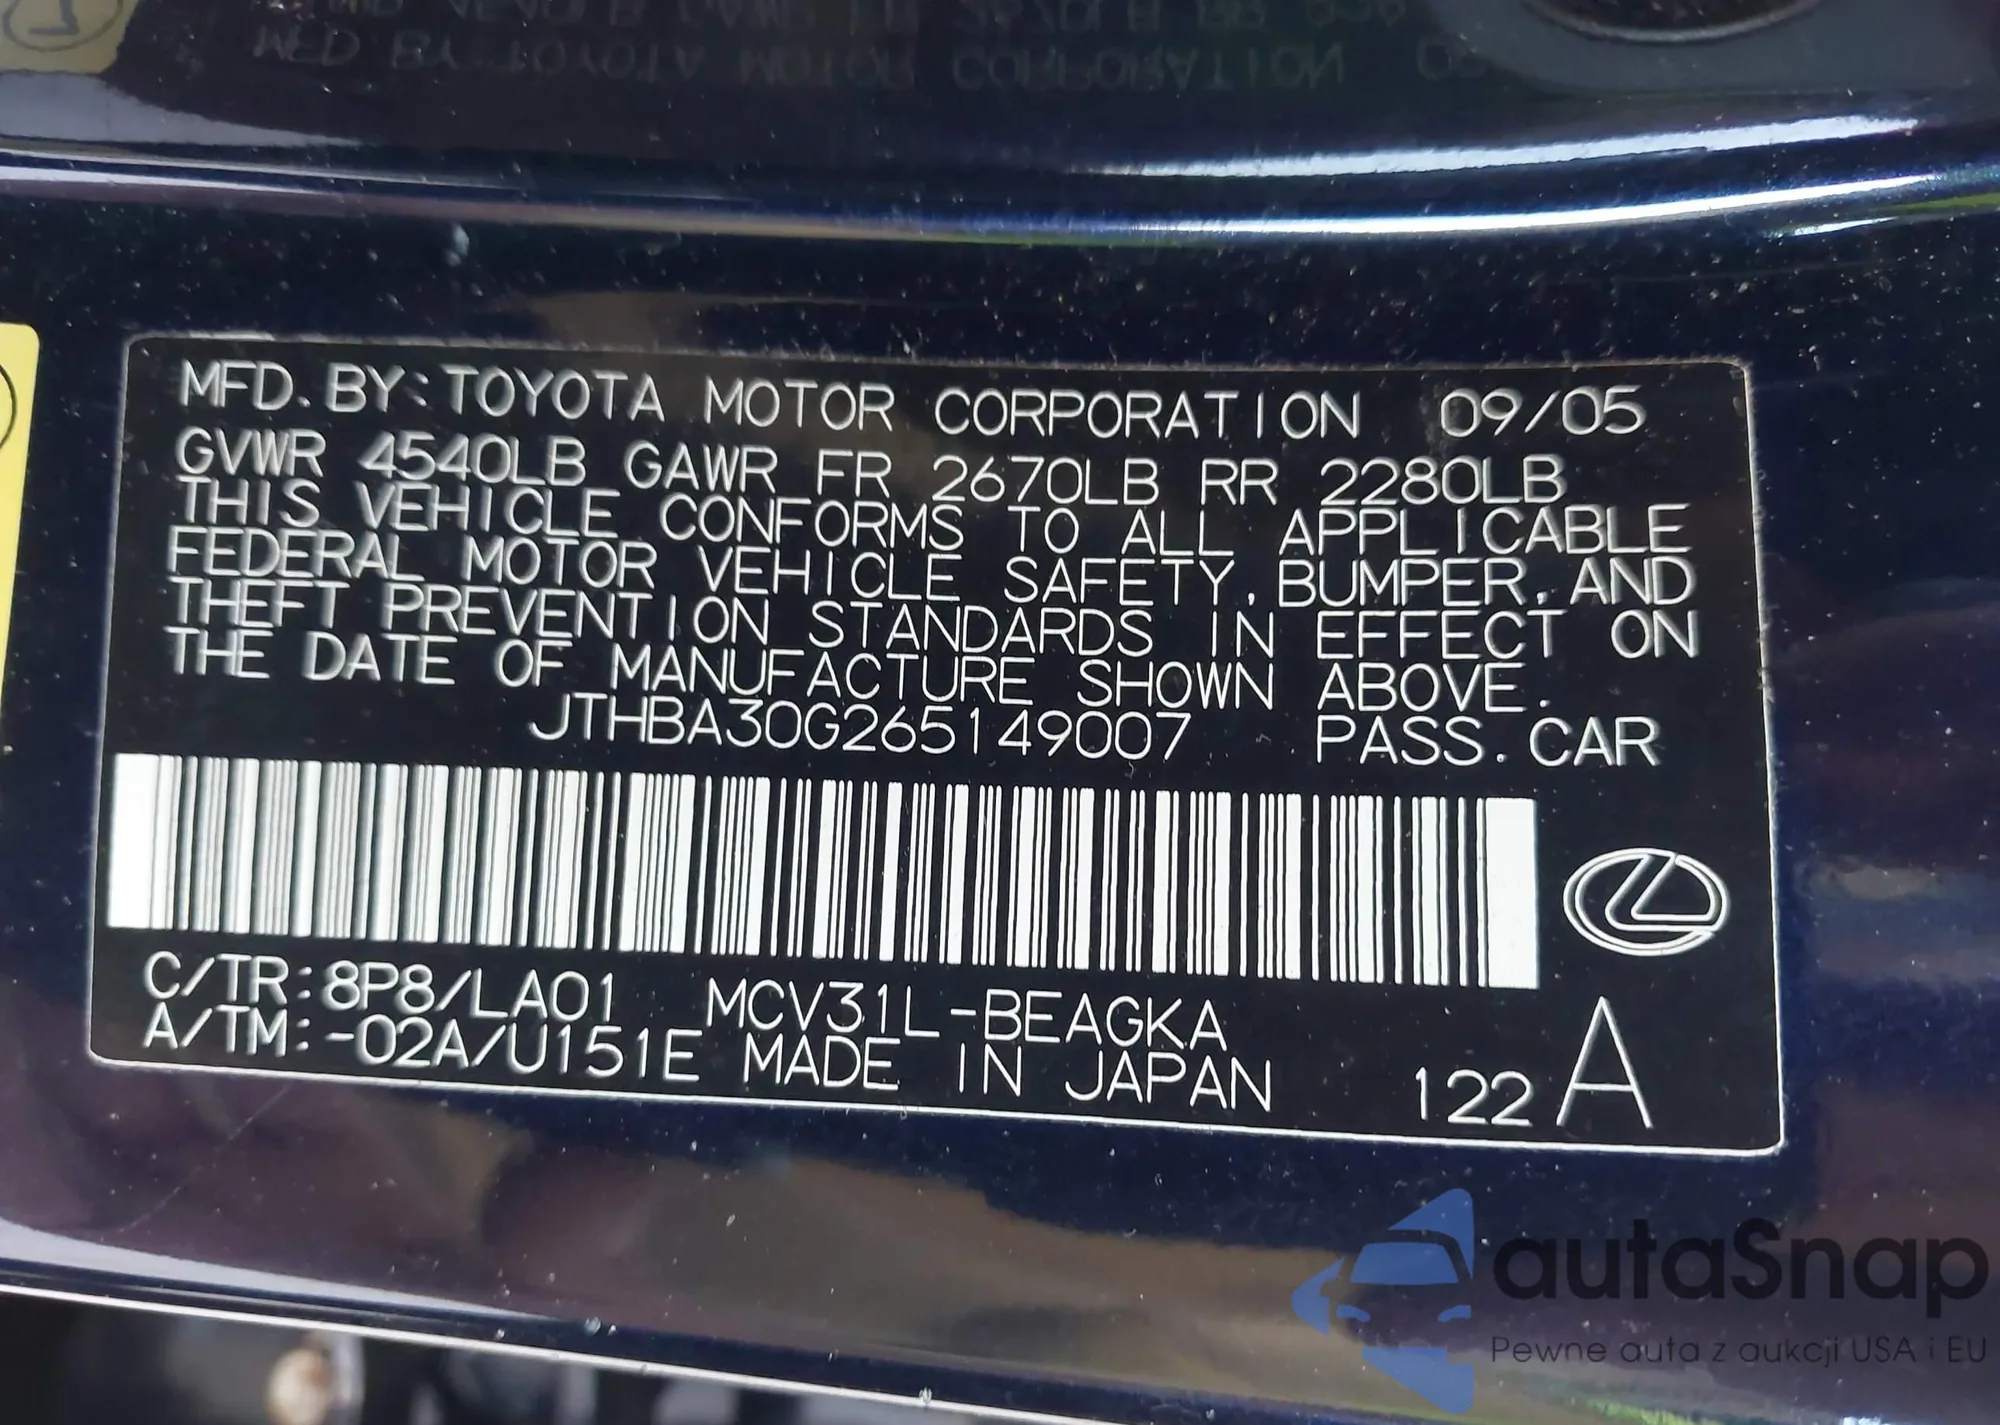 MFD. BY: TOYOTA MOTOR CORPORATION 09/05
GVWR 4540LB GAWR FR 2670LB RR 2280LB
THIS VEHICLE CONFORMS TO ALL APPLICABLE
FEDERAL MOTOR VEHICLE SAFETY, BUMPER, AND
THEFT PREVENTION STANDARDS IN EFFECT ON
THE DATE OF MANUFACTURE SHOWN ABOVE.
JTHBA30G265149007 PASS. CAR
C/TR: 8P8/LA01 MCV31L-BEAGKA
A/TM: -02A/U151E MADE IN JAPAN 122 A
autaSnap
Pewne auta z aukcji USA i EU